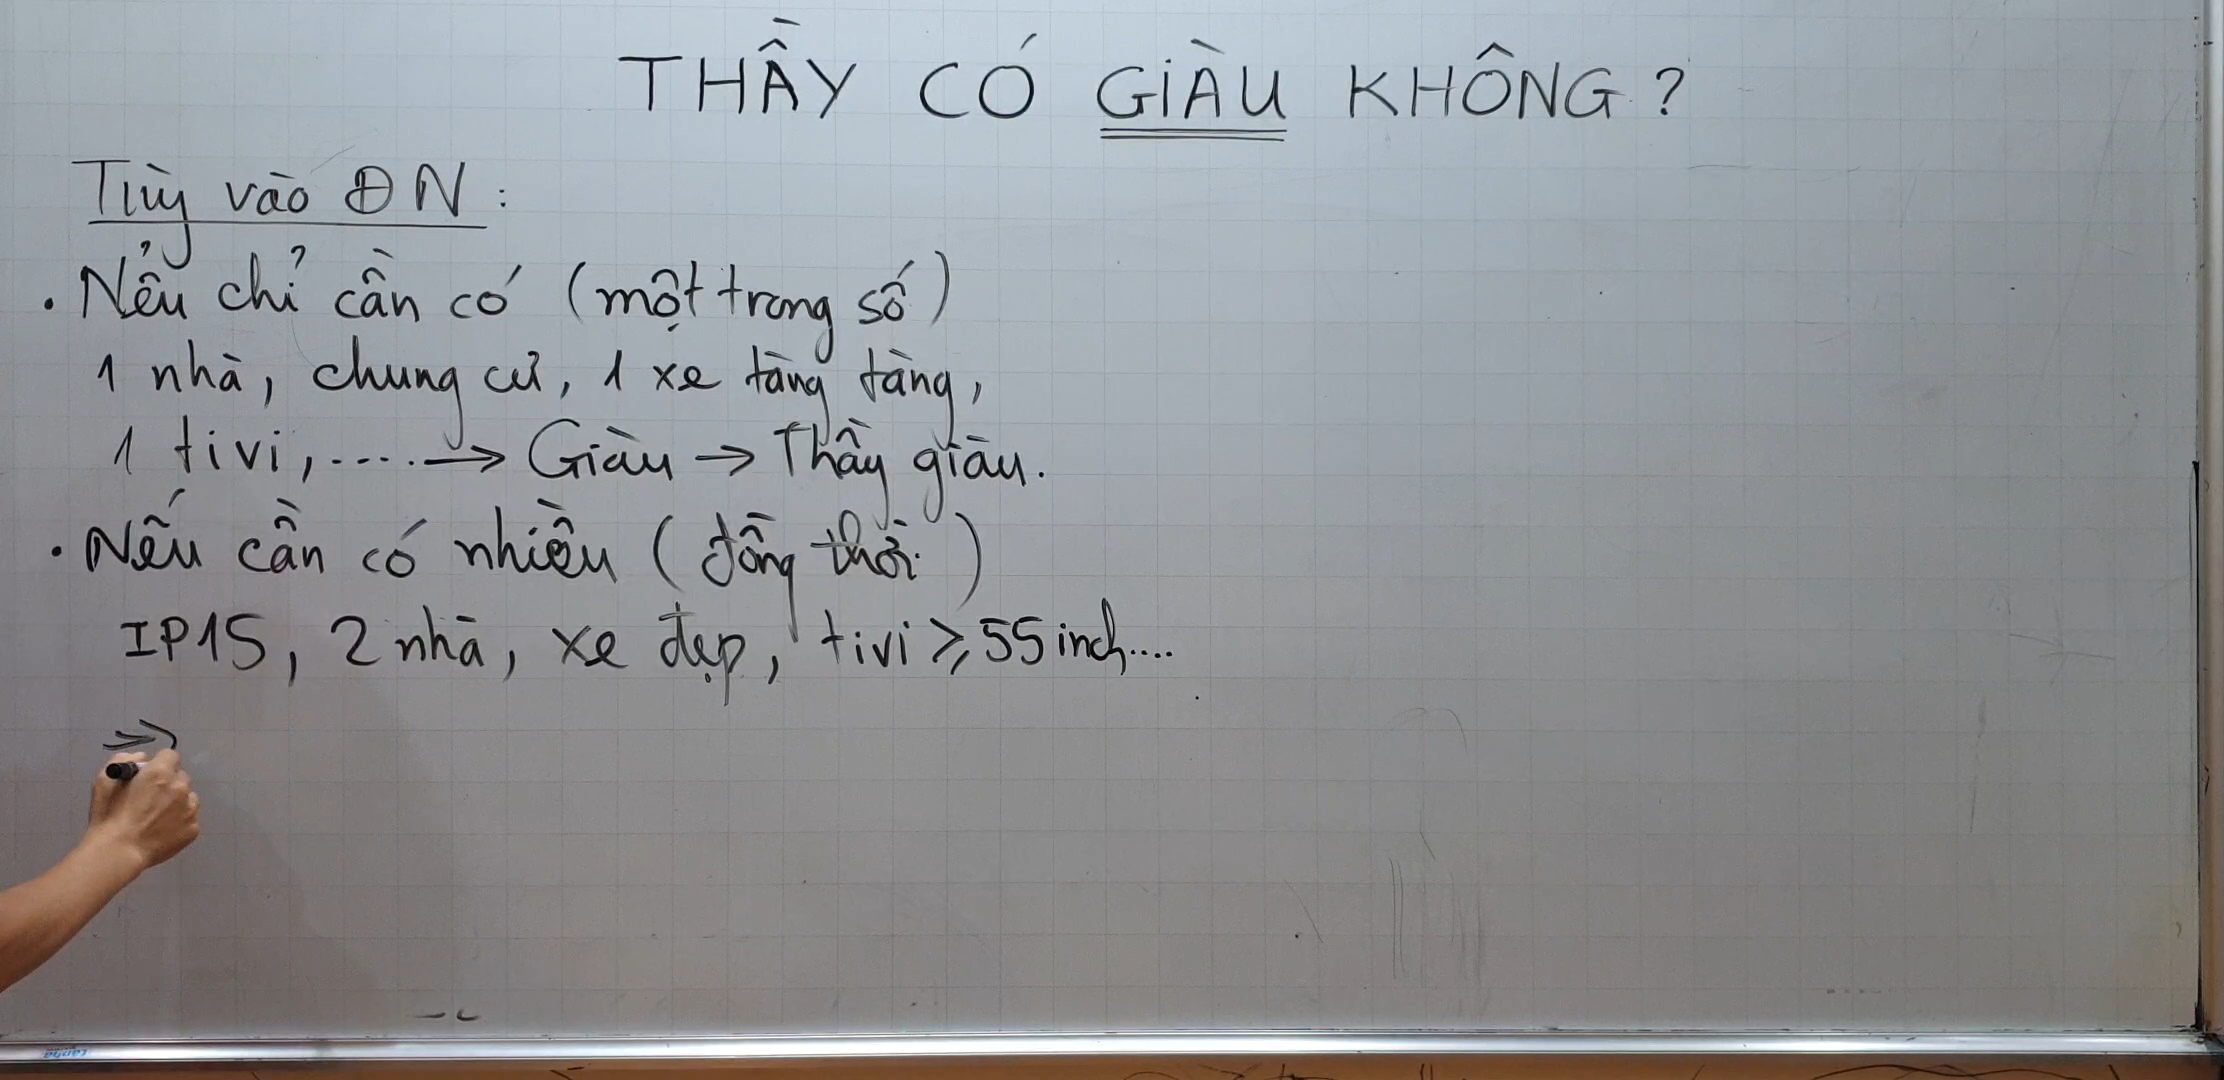 THẦY CÓ GIÀU KHÔNG?
Tùy vào ĐN:
. Nếu chỉ cần có (một trong số)
1 nhà, chung cư, 1 xe tàng tàng,
1 tivi,.....→ Giàu → Thầy giàu.
. Nếu cần có nhiều (đồng thời)
IP15, 2 nhà, xe đẹp, tivi ⩾ 55 inch....